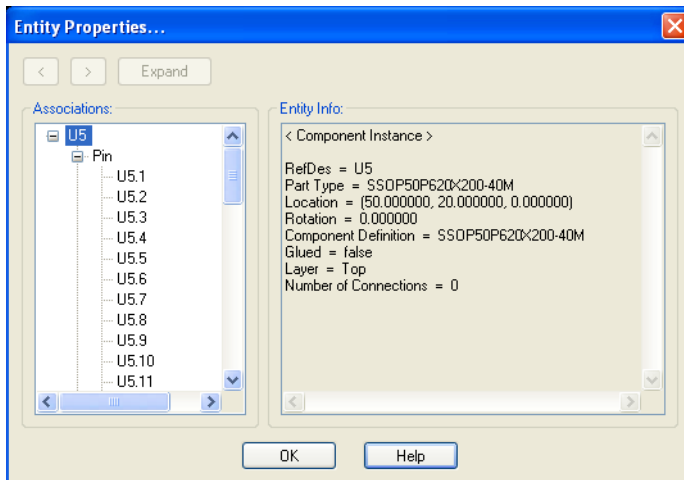 Entity Properties...
< > Expand
Associations:
U5
Pin
U5.1
U5.2
U5.3
U5.4
U5.5
U5.6
U5.7
U5.8
U5.9
U5.10
U5.11
Entity Info:
< Component Instance >
RefDes = U5
Part Type = SSOP50P620X200-40M
Location = (50.000000, 20.000000, 0.000000)
Rotation = 0.000000
Component Definition = SSOP50P620X200-40M
Glued = false
Layer = Top
Number of Connections = 0
OK Help